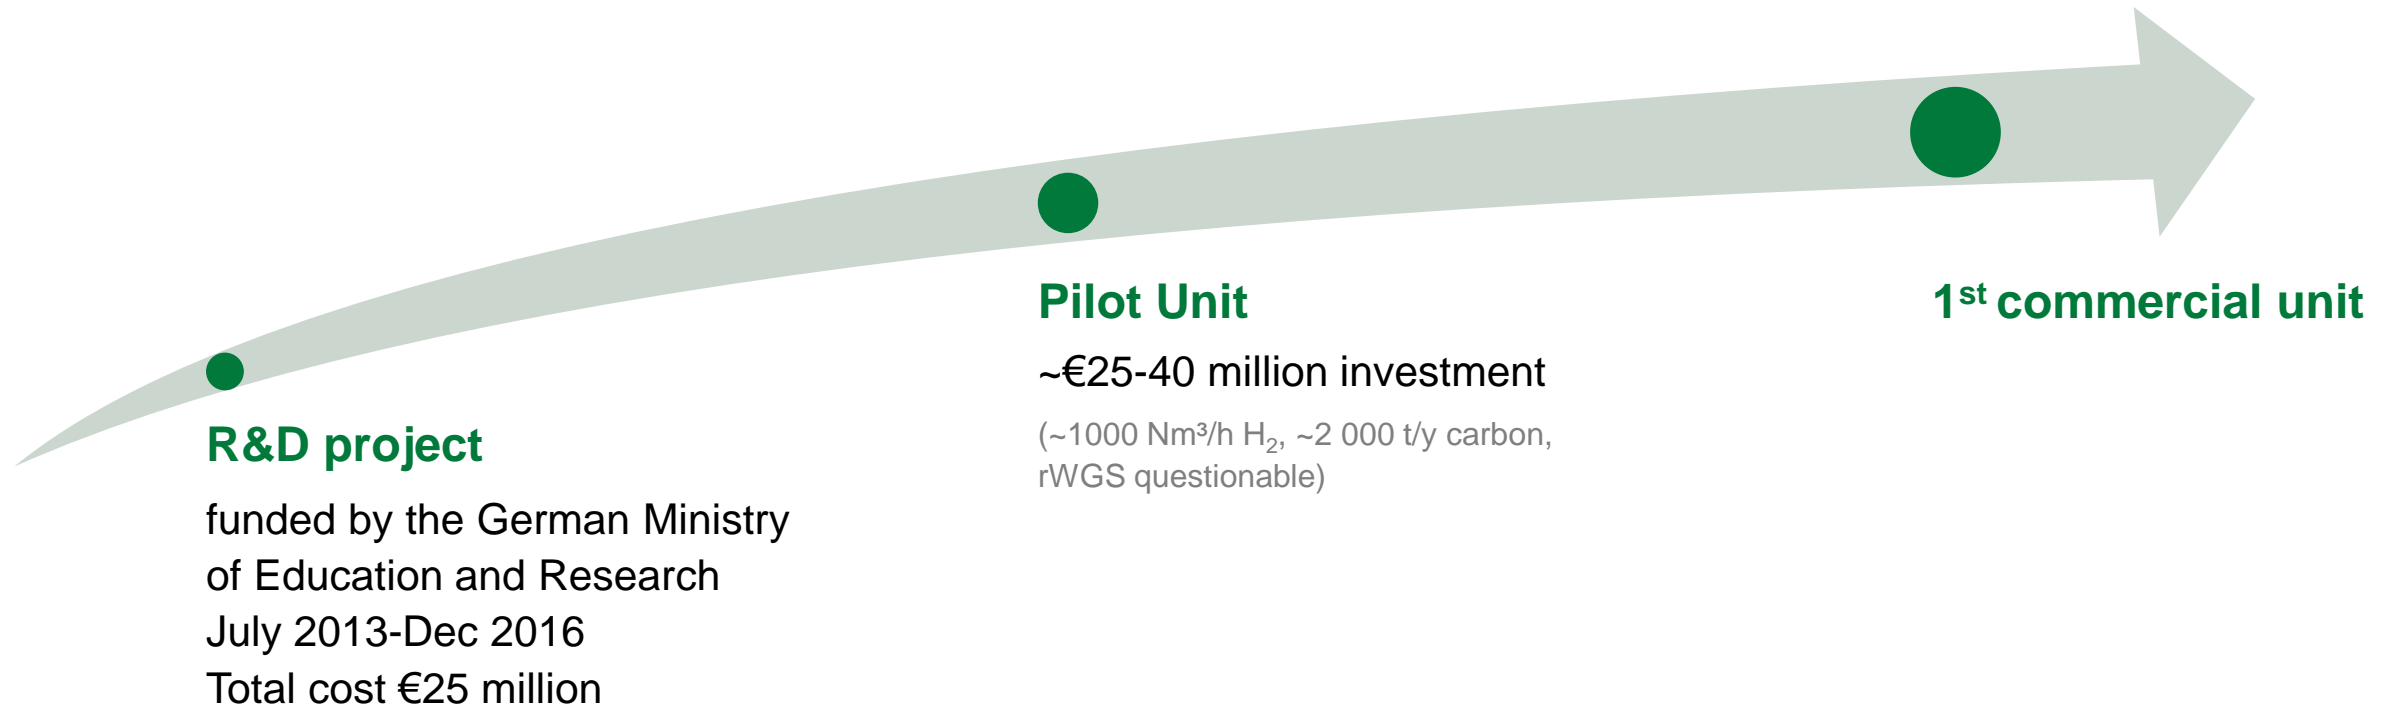 R&D project
funded by the German Ministry
of Education and Research
July 2013-Dec 2016
Total cost €25 million
Pilot Unit
~€25-40 million investment
(~1000 Nm³/h H₂, ~2 000 t/y carbon,
rWGS questionable)
1st commercial unit